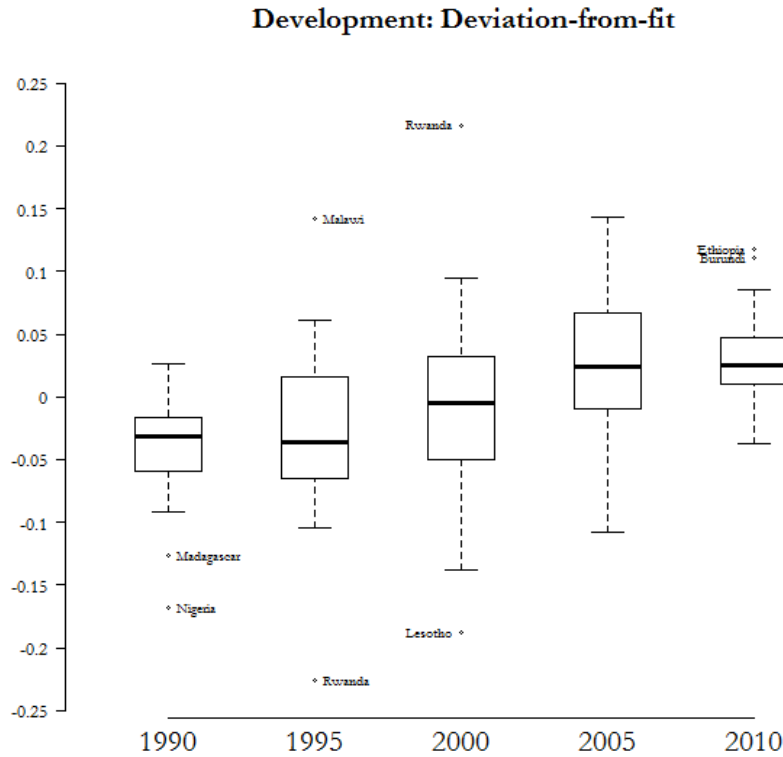 Development: Deviation-from-fit
0.25
0.2
Rwanda
0.15
Malawi
0.1
Ethiopia
Burundi
0.05
0
-0.05
-0.1
Madagascar
-0.15
Nigeria
Lesotho
-0.2
Rwanda
-0.25
1990 1995 2000 2005 2010